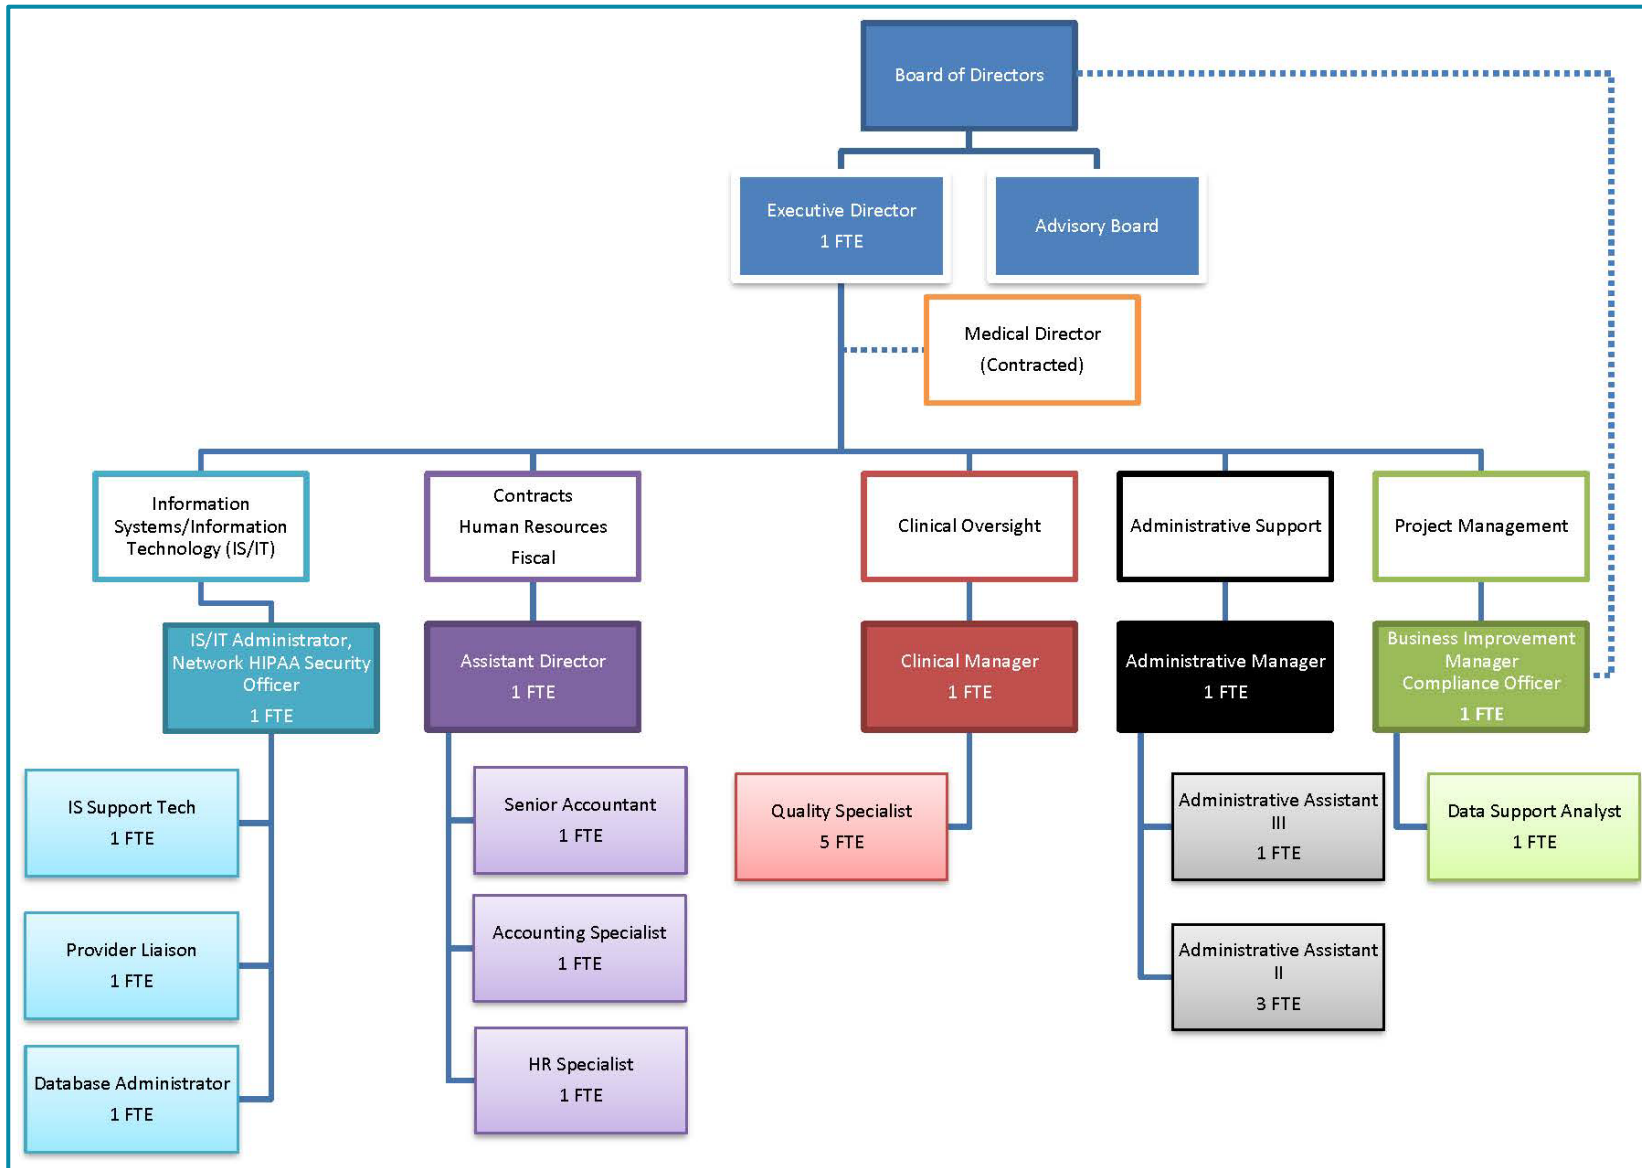 Board of Directors
Executive Director
1 FTE
Advisory Board
Medical Director
(Contracted)
Information
Systems/Information
Technology (IS/IT)
Contracts
Human Resources
Fiscal
Clinical Oversight
Administrative Support
Project Management
IS/IT Administrator,
Network HIPAA Security
Officer
1 FTE
Assistant Director
1 FTE
Clinical Manager
1 FTE
Administrative Manager
1 FTE
Business Improvement
Manager
Compliance Officer
1 FTE
IS Support Tech
1 FTE
Senior Accountant
1 FTE
Quality Specialist
5 FTE
Administrative Assistant
III
1 FTE
Data Support Analyst
1 FTE
Provider Liaison
1 FTE
Accounting Specialist
1 FTE
Administrative Assistant
II
3 FTE
Database Administrator
1 FTE
HR Specialist
1 FTE